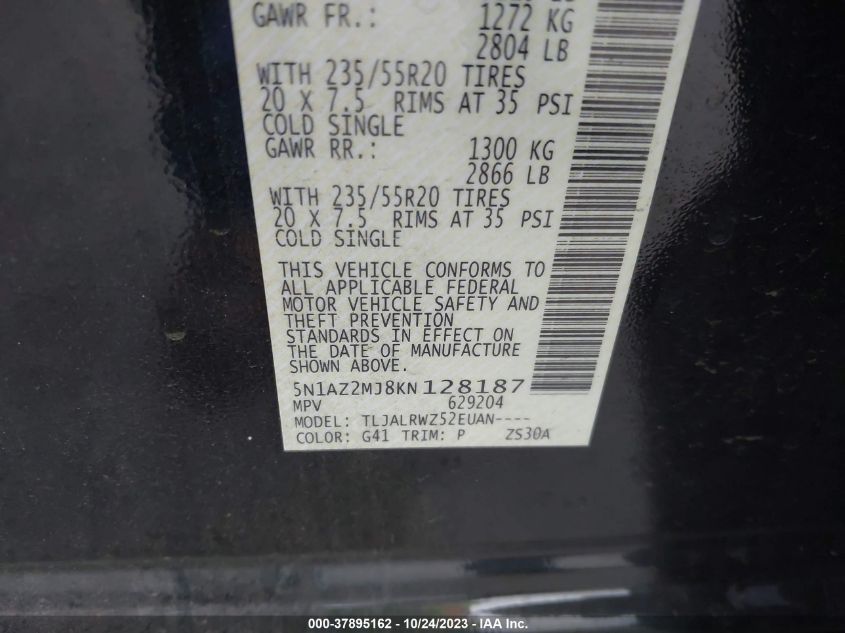 GAWR FR.: 1272 KG
2804 LB
WITH 235/55R20 TIRES
20 X 7.5 RIMS AT 35 PSI
COLD SINGLE
GAWR RR.: 1300 KG
2866 LB
WITH 235/55R20 TIRES
20 X 7.5 RIMS AT 35 PSI
COLD SINGLE
THIS VEHICLE CONFORMS TO
ALL APPLICABLE FEDERAL
MOTOR VEHICLE SAFETY AND
THEFT PREVENTION
STANDARDS IN EFFECT ON
THE DATE OF MANUFACTURE
SHOWN ABOVE.
5N1AZ2MJ8KN128187
MPV 629204
MODEL: TLJALRWZ52EUAN----
COLOR: G41 TRIM: P ZS30A
000-37895162 - 10/24/2023 - IAA Inc.